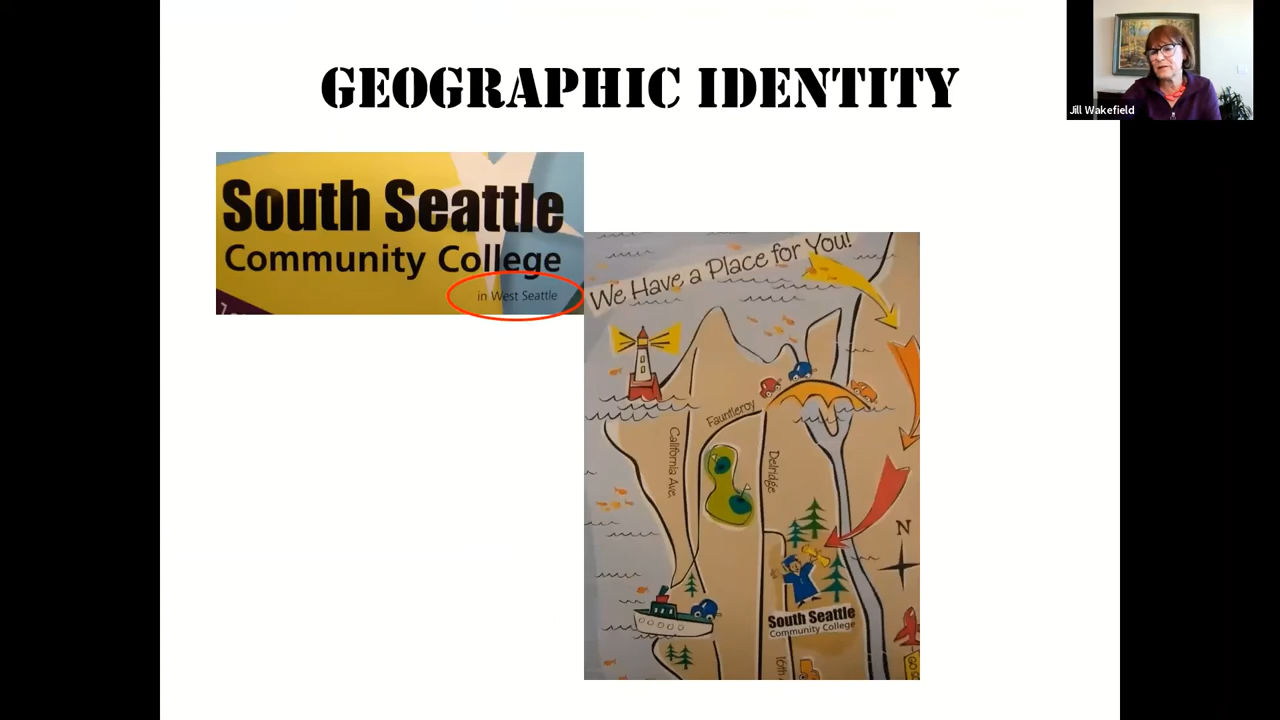 GEOGRAPHIC IDENTITY
Jill Wakefield
South Seattle
Community College
in West Seattle
We Have a Place for You!
Fauntleroy
California Ave.
Delridge
N
South Seattle
Community College
16th